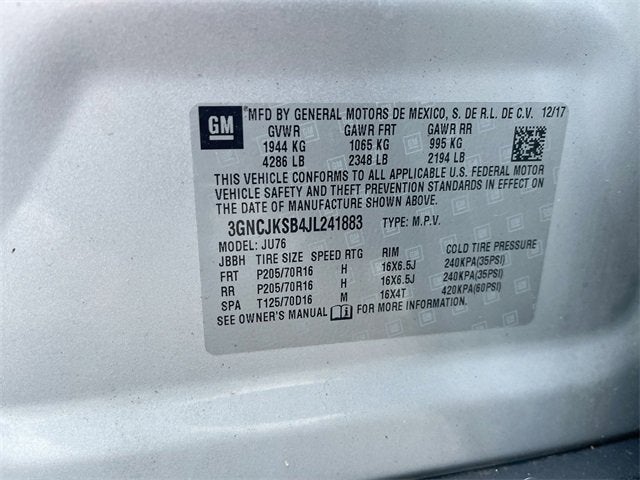 GM
*MFD BY GENERAL MOTORS DE MEXICO, S. DE R.L. DE C.V. 12/17
GVWR GAWR FRT GAWR RR
1944 KG 1065 KG 995 KG
4286 LB 2348 LB 2194 LB
THIS VEHICLE CONFORMS TO ALL APPLICABLE U.S. FEDERAL MOTOR
VEHICLE SAFETY AND THEFT PREVENTION STANDARDS IN EFFECT ON
THE DATE OF MANUFACTURE SHOWN ABOVE.
3GNCJKSB4JL241883 TYPE: M.P.V.
MODEL: JU76
JBBH TIRE SIZE SPEED RTG RIM COLD TIRE PRESSURE
FRT P205/70R16 H 16X6.5J 240KPA(35PSI)
RR P205/70R16 H 16X6.5J 240KPA(35PSI)
SPA T125/70D16 M 16X4T 420KPA(60PSI)
SEE OWNER'S MANUAL FOR MORE INFORMATION.